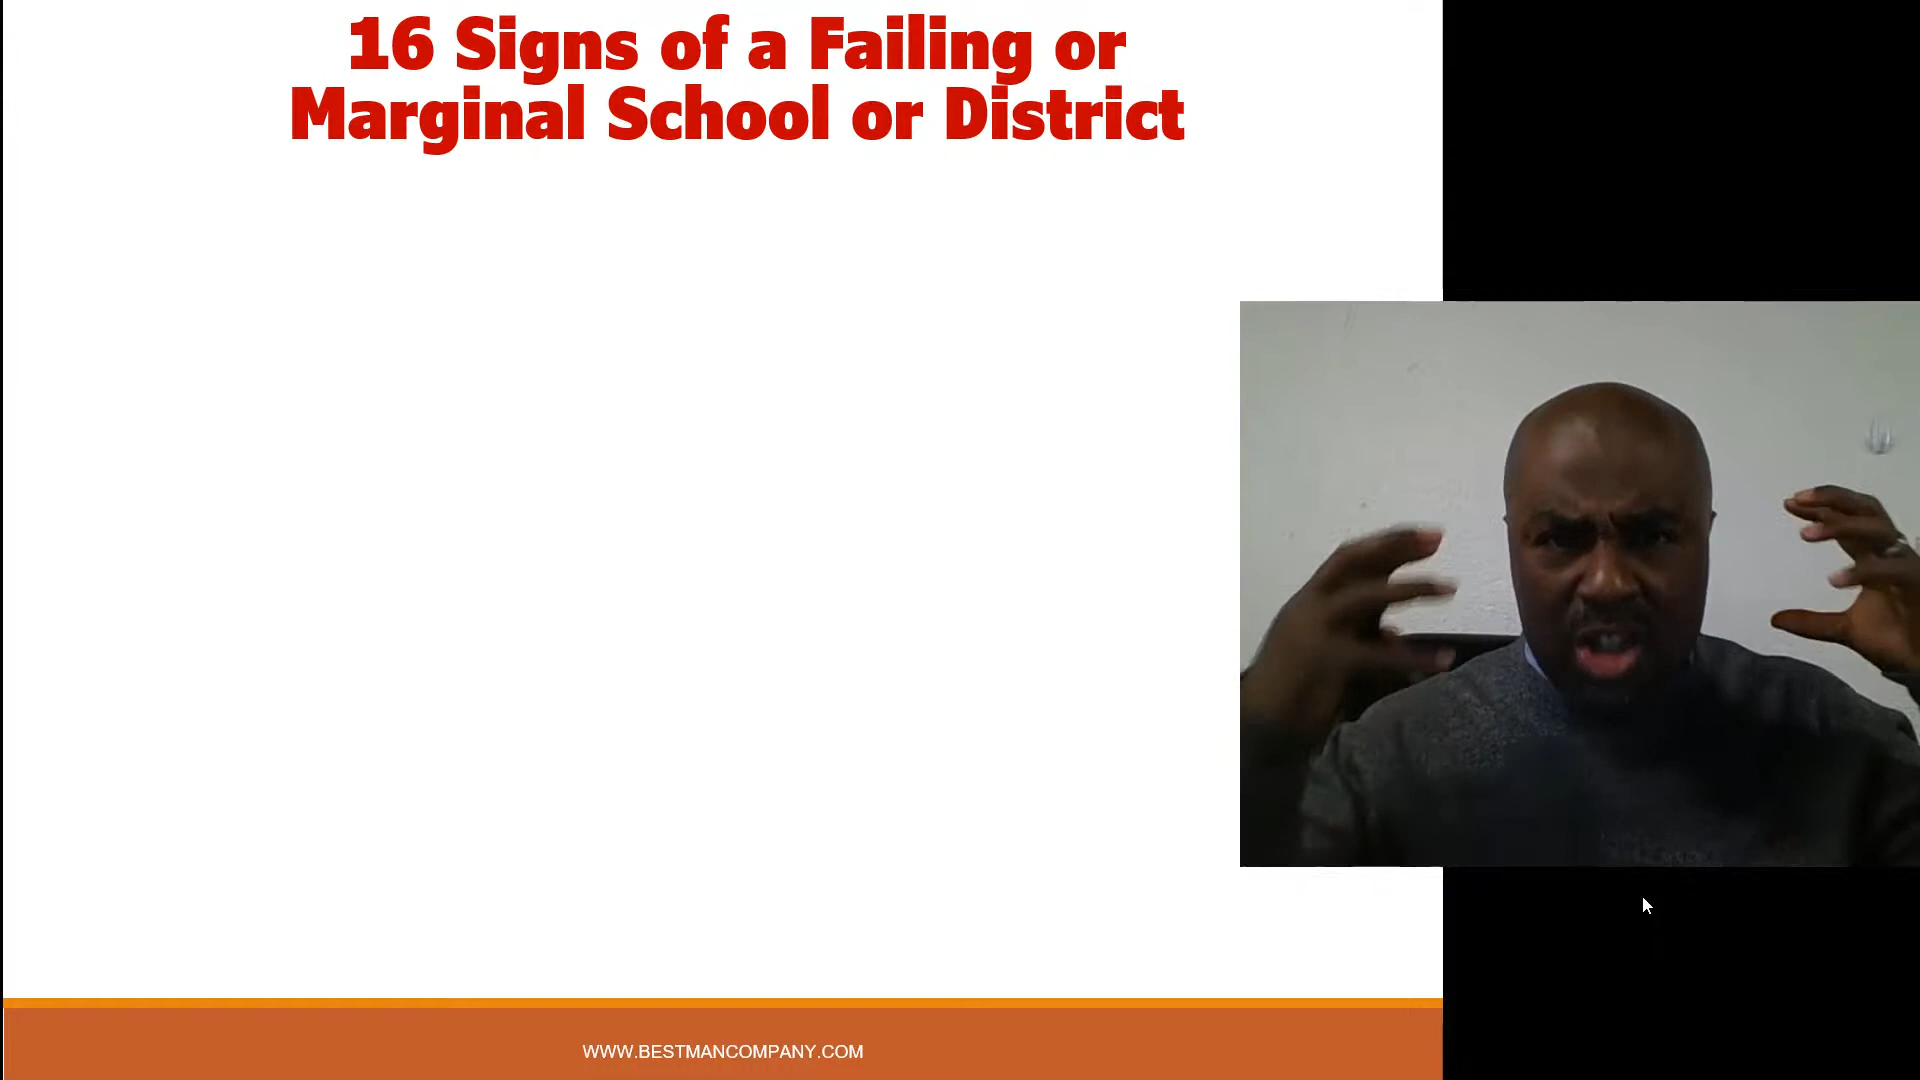 16 Signs of a Failing or
Marginal School or District
WWW.BESTMANCOMPANY.COM